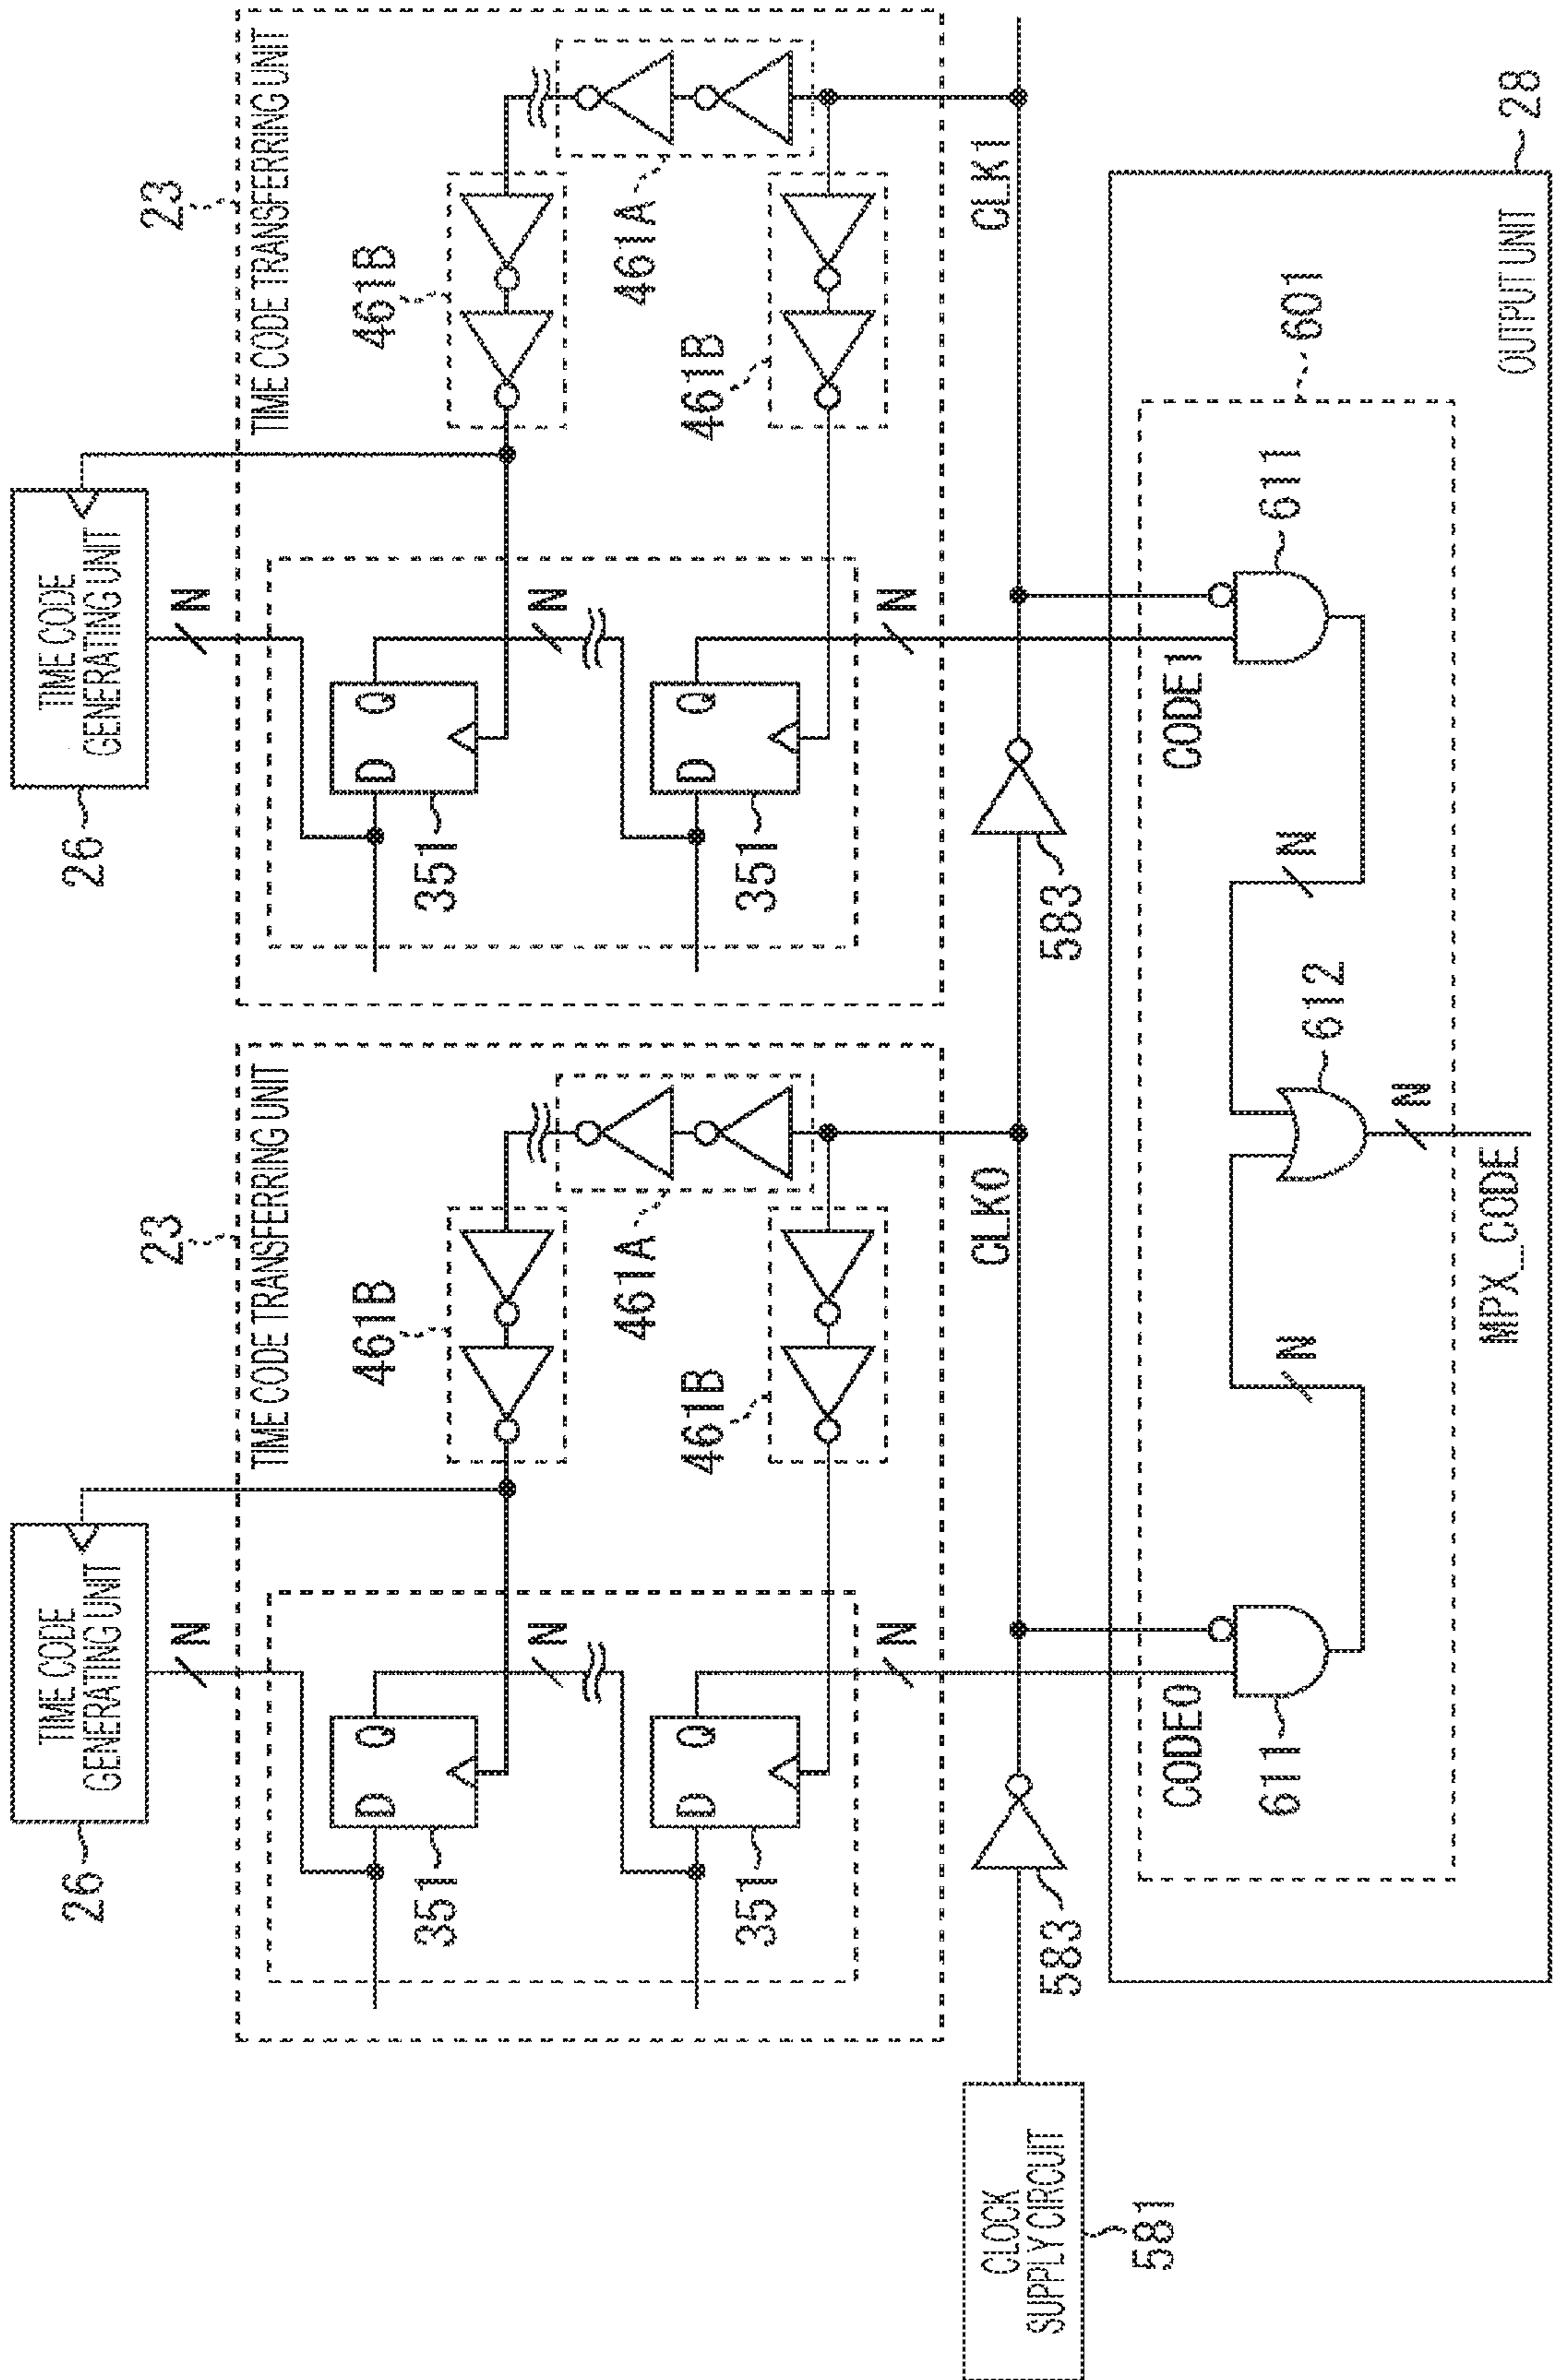 26
TIME CODE
GENERATING UNIT
N
23
TIME CODE TRANSFERRING UNIT
461B
D Q
351
N
461A
461B
D Q
351
N
26
TIME CODE
GENERATING UNIT
N
23
TIME CODE TRANSFERRING UNIT
461B
D Q
351
N
461A
461B
D Q
351
N
CLOCK
SUPPLY CIRCUIT
581
583
CLK0
583
CLK1
CODE0
611
N
612
N
MPX_CODE
CODE1
611
N
601
OUTPUT UNIT
28